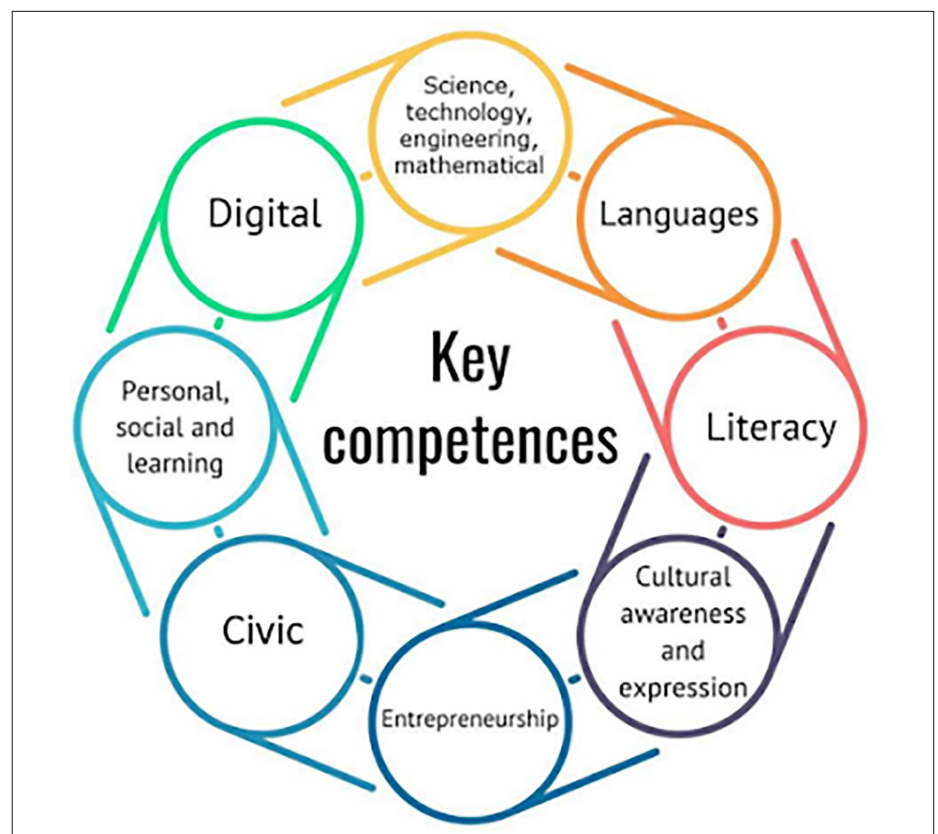 Science,
technology,
engineering,
mathematical
Digital
Languages
Key
competences
Personal,
social and
learning
Literacy
Civic
Cultural
awareness
and
expression
Entrepreneurship